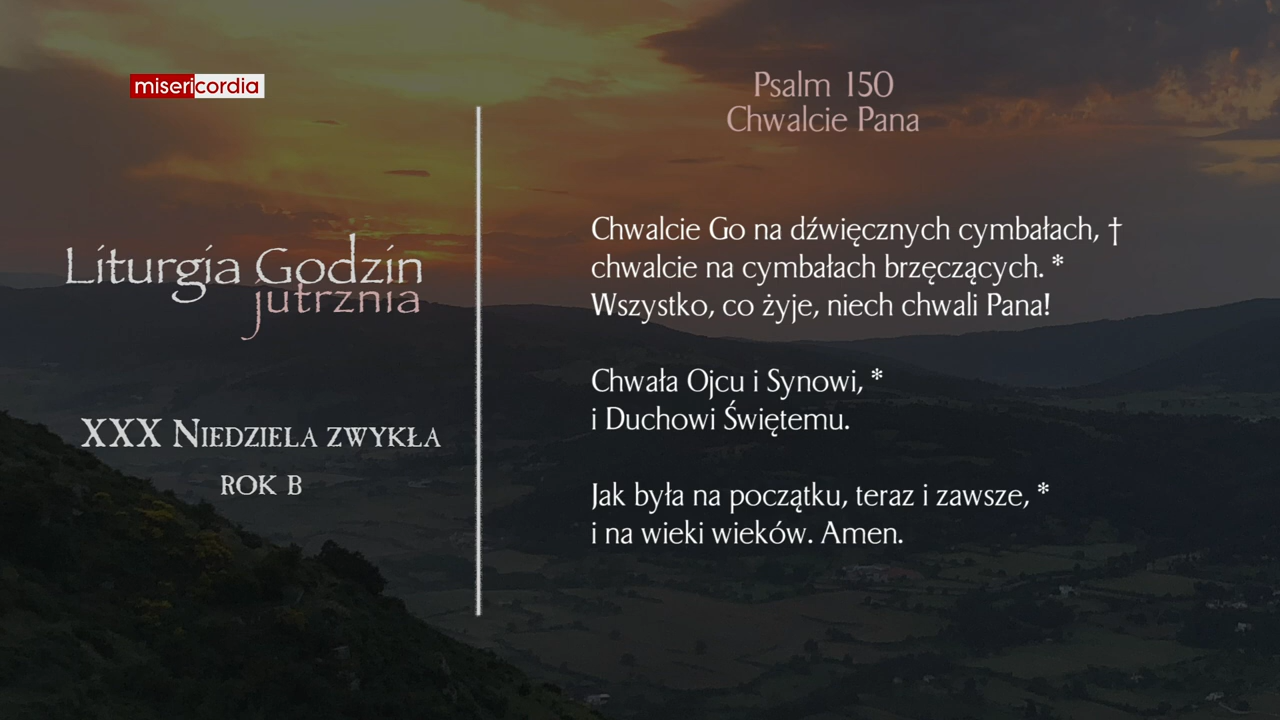 misericordia
Liturgia Godzin
jutrznia
XXX Niedziela zwykła
rok B
Psalm 150
Chwalcie Pana
Chwalcie Go na dźwięcznych cymbałach, †
chwalcie na cymbałach brzęczących. *
Wszystko, co żyje, niech chwali Pana!
Chwała Ojcu i Synowi, *
i Duchowi Świętemu.
Jak była na początku, teraz i zawsze, *
i na wieki wieków. Amen.